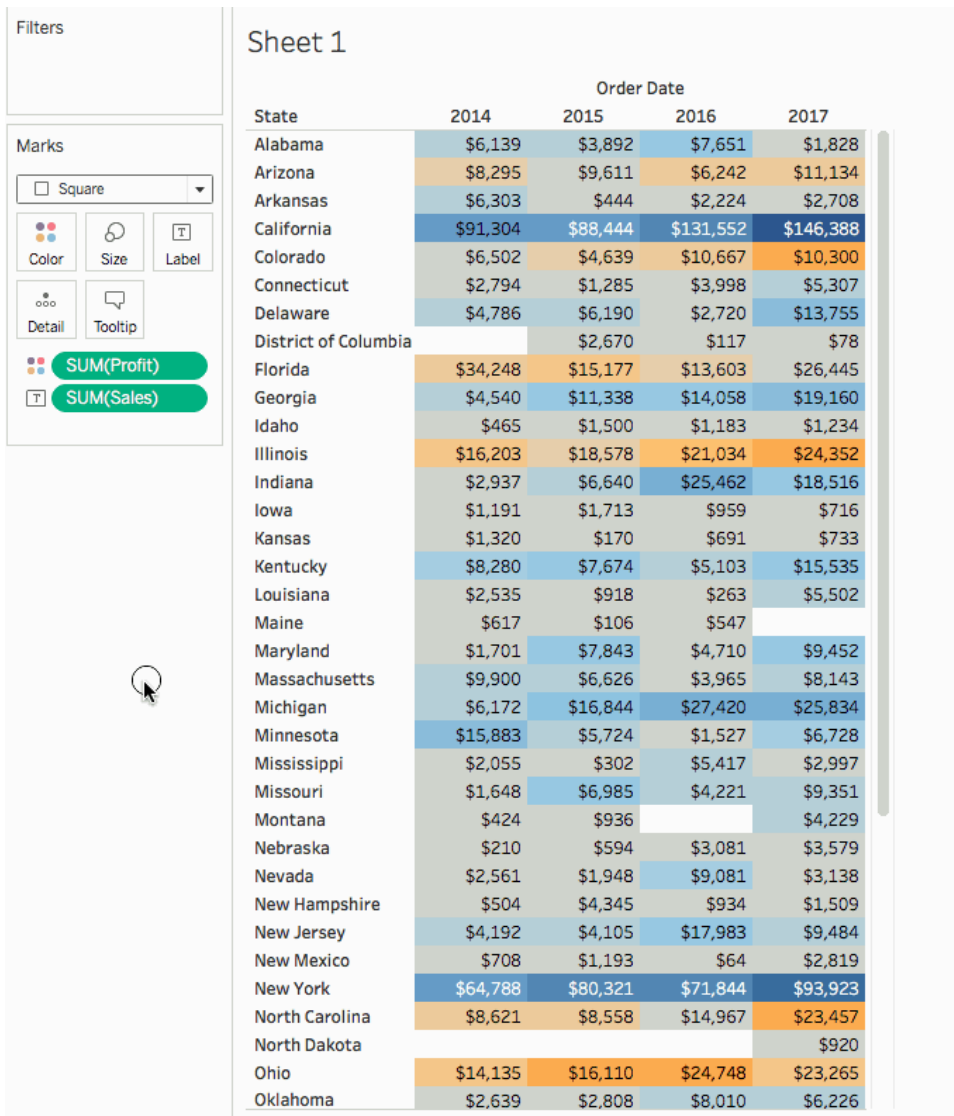 Filters
Marks
Square
Color Size Label
Detail Tooltip
SUM(Profit)
SUM(Sales)
Sheet 1
Order Date
State 2014 2015 2016 2017
Alabama $6,139 $3,892 $7,651 $1,828
Arizona $8,295 $9,611 $6,242 $11,134
Arkansas $6,303 $444 $2,224 $2,708
California $91,304 $88,444 $131,552 $146,388
Colorado $6,502 $4,639 $10,667 $10,300
Connecticut $2,794 $1,285 $3,998 $5,307
Delaware $4,786 $6,190 $2,720 $13,755
District of Columbia $2,670 $117 $78
Florida $34,248 $15,177 $13,603 $26,445
Georgia $4,540 $11,338 $14,058 $19,160
Idaho $465 $1,500 $1,183 $1,234
Illinois $16,203 $18,578 $21,034 $24,352
Indiana $2,937 $6,640 $25,462 $18,516
Iowa $1,191 $1,713 $959 $716
Kansas $1,320 $170 $691 $733
Kentucky $8,280 $7,674 $5,103 $15,535
Louisiana $2,535 $918 $263 $5,502
Maine $617 $106 $547
Maryland $1,701 $7,843 $4,710 $9,452
Massachusetts $9,900 $6,626 $3,965 $8,143
Michigan $6,172 $16,844 $27,420 $25,834
Minnesota $15,883 $5,724 $1,527 $6,728
Mississippi $2,055 $302 $5,417 $2,997
Missouri $1,648 $6,985 $4,221 $9,351
Montana $424 $936 $4,229
Nebraska $210 $594 $3,081 $3,579
Nevada $2,561 $1,948 $9,081 $3,138
New Hampshire $504 $4,345 $934 $1,509
New Jersey $4,192 $4,105 $17,983 $9,484
New Mexico $708 $1,193 $64 $2,819
New York $64,788 $80,321 $71,844 $93,923
North Carolina $8,621 $8,558 $14,967 $23,457
North Dakota $920
Ohio $14,135 $16,110 $24,748 $23,265
Oklahoma $2,639 $2,808 $8,010 $6,226